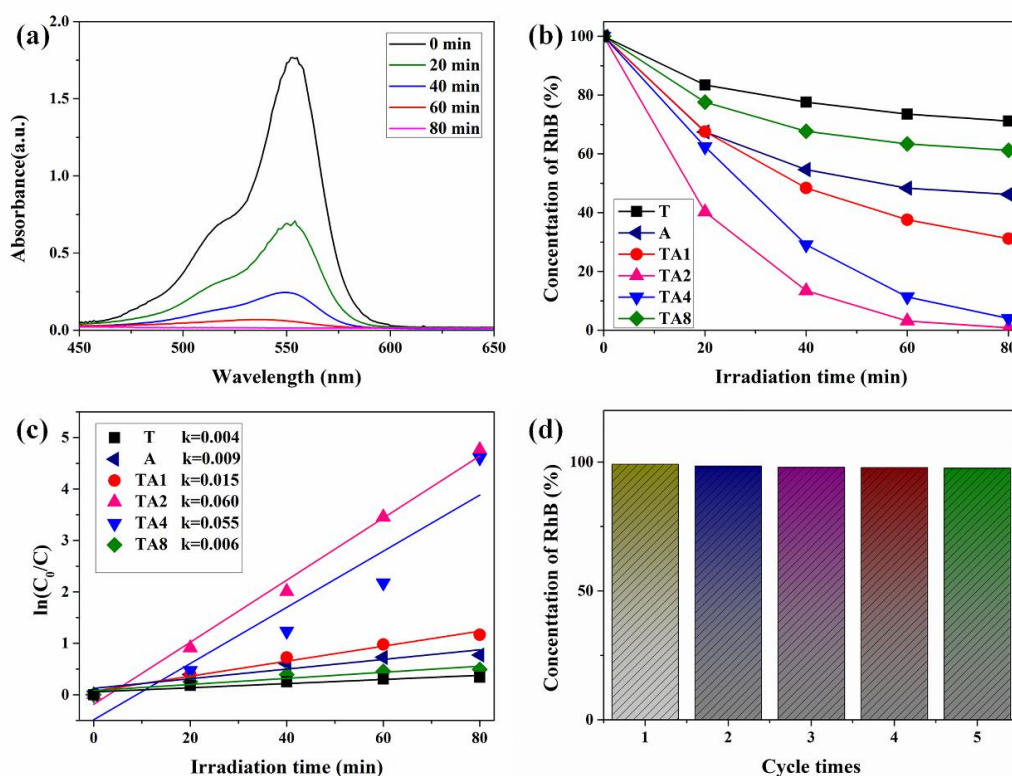 (a)
2.0
1.5
1.0
0.5
0.0
Absorbance(a.u.)
0 min
20 min
40 min
60 min
80 min
450 500 550 600 650
Wavelength (nm)
(b)
100
80
60
40
20
0
Concenttation of RhB (%)
T
A
TA1
TA2
TA4
TA8
0 20 40 60 80
Irradiation time (min)
(c)
5
4
3
2
1
0
ln(C₀/C)
T k=0.004
A k=0.009
TA1 k=0.015
TA2 k=0.060
TA4 k=0.055
TA8 k=0.006
0 20 40 60 80
Irradiation time (min)
(d)
100
50
0
Concenttation of RhB (%)
1 2 3 4 5
Cycle times